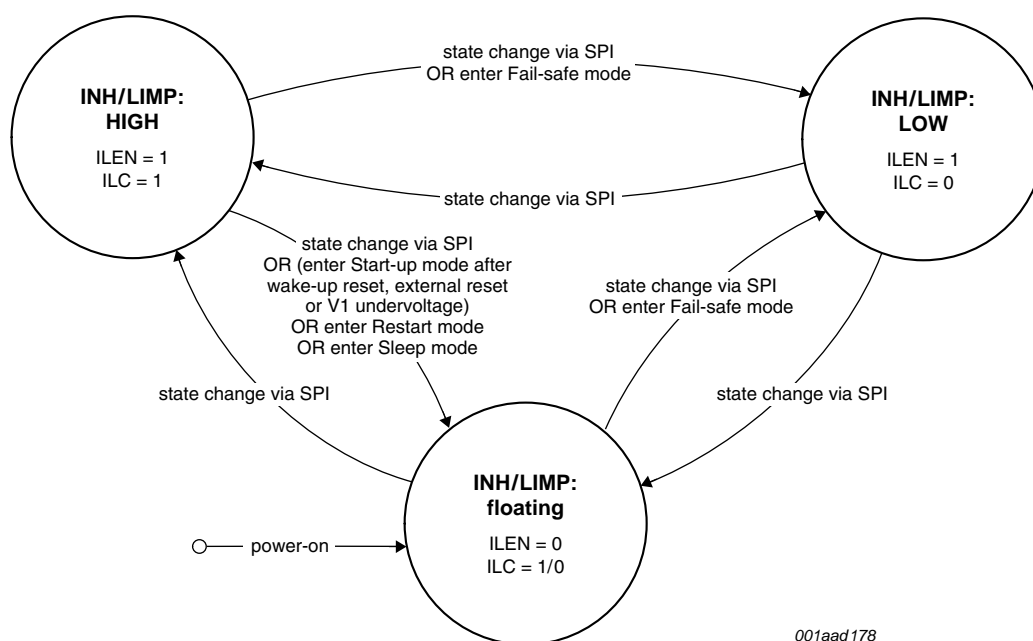 state change via SPI
OR enter Fail-safe mode
INH/LIMP:
HIGH
ILEN = 1
ILC = 1
INH/LIMP:
LOW
ILEN = 1
ILC = 0
state change via SPI
state change via SPI
OR (enter Start-up mode after
wake-up reset, external reset
or V1 undervoltage)
OR enter Restart mode
OR enter Sleep mode
state change via SPI
OR enter Fail-safe mode
state change via SPI
state change via SPI
INH/LIMP:
floating
ILEN = 0
ILC = 1/0
power-on
001aad178